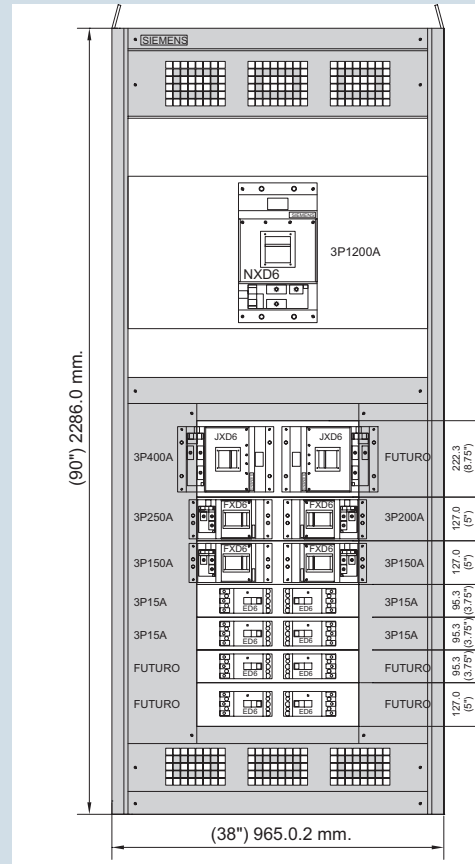 SIEMENS
SIEMENS
NXD6
3P1200A
(90") 2286.0 mm.
JXD6 JXD6
3P400A FUTURO 222.3 (8.75")
FXD6 FXD6
3P250A 3P200A 127.0 (5")
FXD6 FXD6
3P150A 3P150A 127.0 (5")
3P15A ED6 ED6 3P15A 95.3 (3.75")
3P15A ED6 ED6 3P15A 95.3 (3.75")
FUTURO ED6 ED6 FUTURO 95.3 (3.75")
FUTURO ED6 ED6 FUTURO 127.0 (5")
(38") 965.0.2 mm.